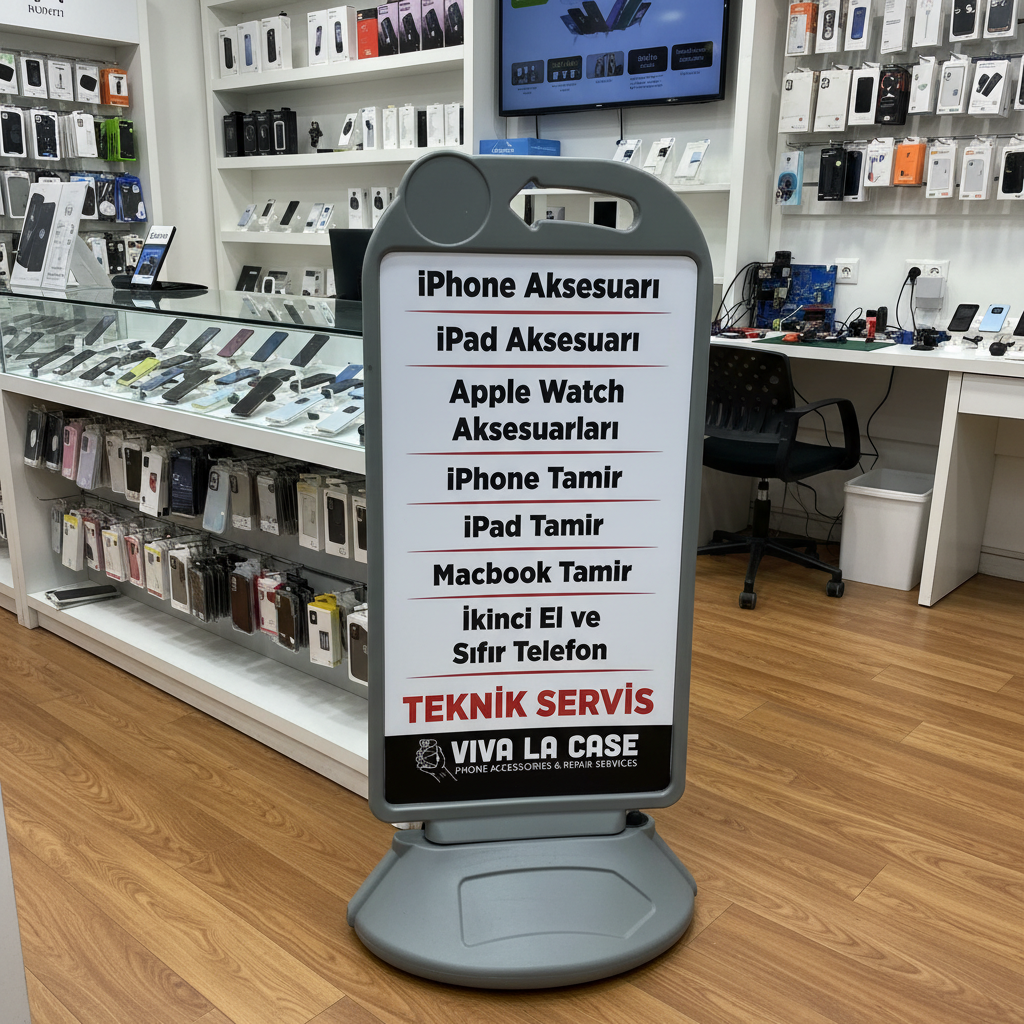 iPhone Aksesuarı
iPad Aksesuarı
Apple Watch
Aksesuarları
iPhone Tamir
iPad Tamir
Macbook Tamir
İkinci El ve
Sıfır Telefon
TEKNİK SERVİS
VIVA LA CASE
PHONE ACCESSORIES & REPAIR SERVICES